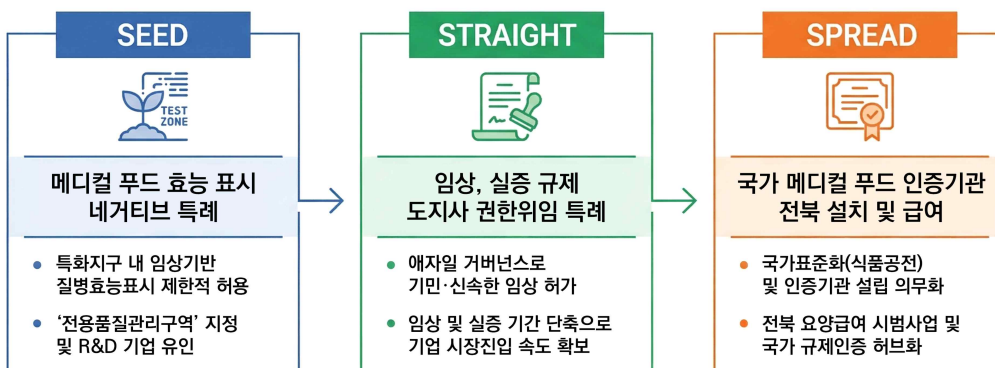 SEED
TEST
ZONE
메디컬 푸드 효능 표시
네거티브 특례
• 특화지구 내 임상기반
질병효능표시 제한적 허용
• ‘전용품질관리구역’ 지정
및 R&D 기업 유인
STRAIGHT
임상, 실증 규제
도지사 권한위임 특례
• 애자일 거버넌스로
기민·신속한 임상 허가
• 임상 및 실증 기간 단축으로
기업 시장진입 속도 확보
SPREAD
국가 메디컬 푸드 인증기관
전북 설치 및 급여
• 국가표준화(식품공전)
및 인증기관 설립 의무화
• 전북 요양급여 시범사업 및
국가 규제인증 허브화